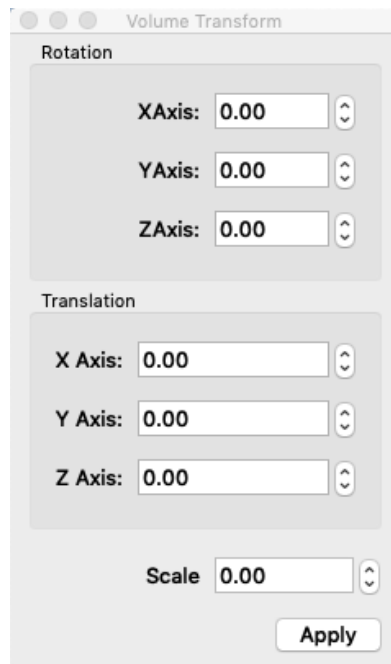 Volume Transform
Rotation
XAxis: 0.00
YAxis: 0.00
ZAxis: 0.00
Translation
X Axis: 0.00
Y Axis: 0.00
Z Axis: 0.00
Scale 0.00
Apply